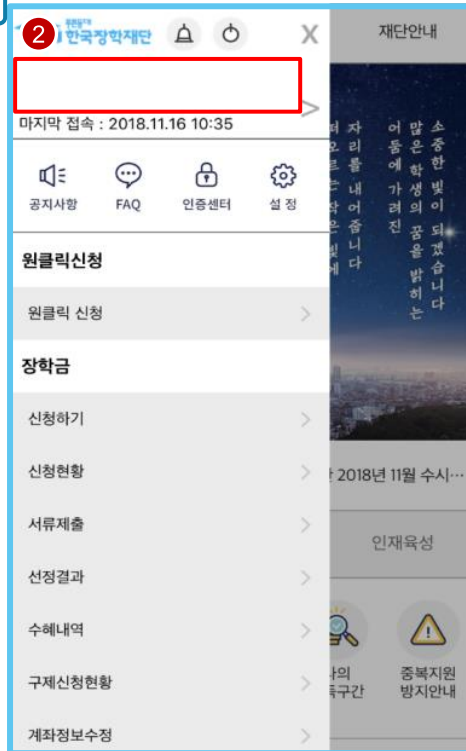 2
푸른등대
한국장학재단
X
재단안내
>
마지막 접속 : 2018.11.16 10:35
공지사항
FAQ
인증센터
설 정
원클릭신청
원클릭 신청
장학금
신청하기
신청현황
서류제출
선정결과
수혜내역
구제신청현황
계좌정보수정
소중한 빛이 되겠습니다
많은 학생의 꿈을 밝히는
어둠에 가려진
자리를 내어줍니다
2018년 11월 수시…
인재육성
중복지원
방지안내